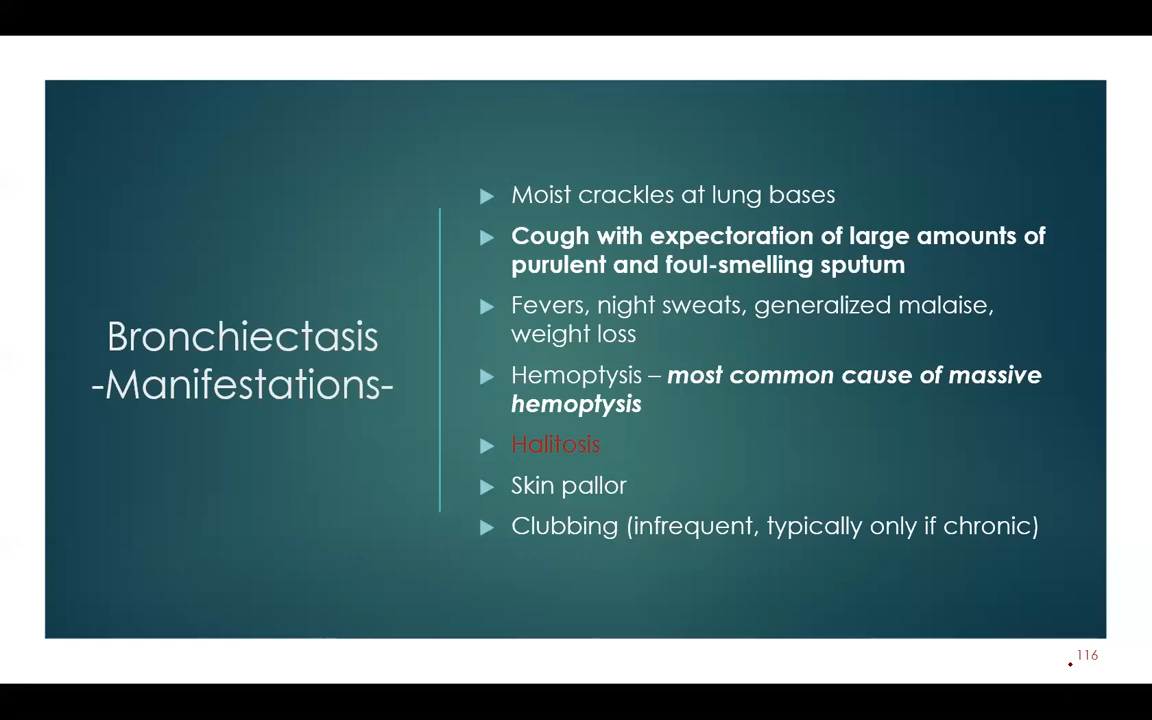 Bronchiectasis
-Manifestations-
Moist crackles at lung bases
Cough with expectoration of large amounts of
purulent and foul-smelling sputum
Fevers, night sweats, generalized malaise,
weight loss
Hemoptysis – most common cause of massive
hemoptysis
Halitosis
Skin pallor
Clubbing (infrequent, typically only if chronic)
116